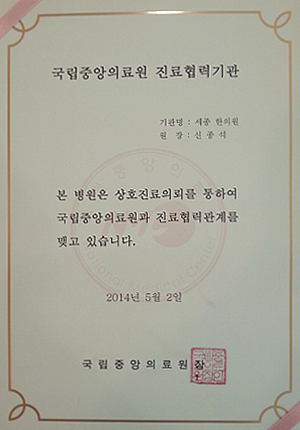 국립중앙의료원 진료협력기관
기관명 : 세종 한의원
원 장 : 신종석
본 병원은 상호진료의뢰를 통하여
국립중앙의료원과 진료협력관계를
맺고 있습니다.
2014년 5월 2일
국립중앙의료원장